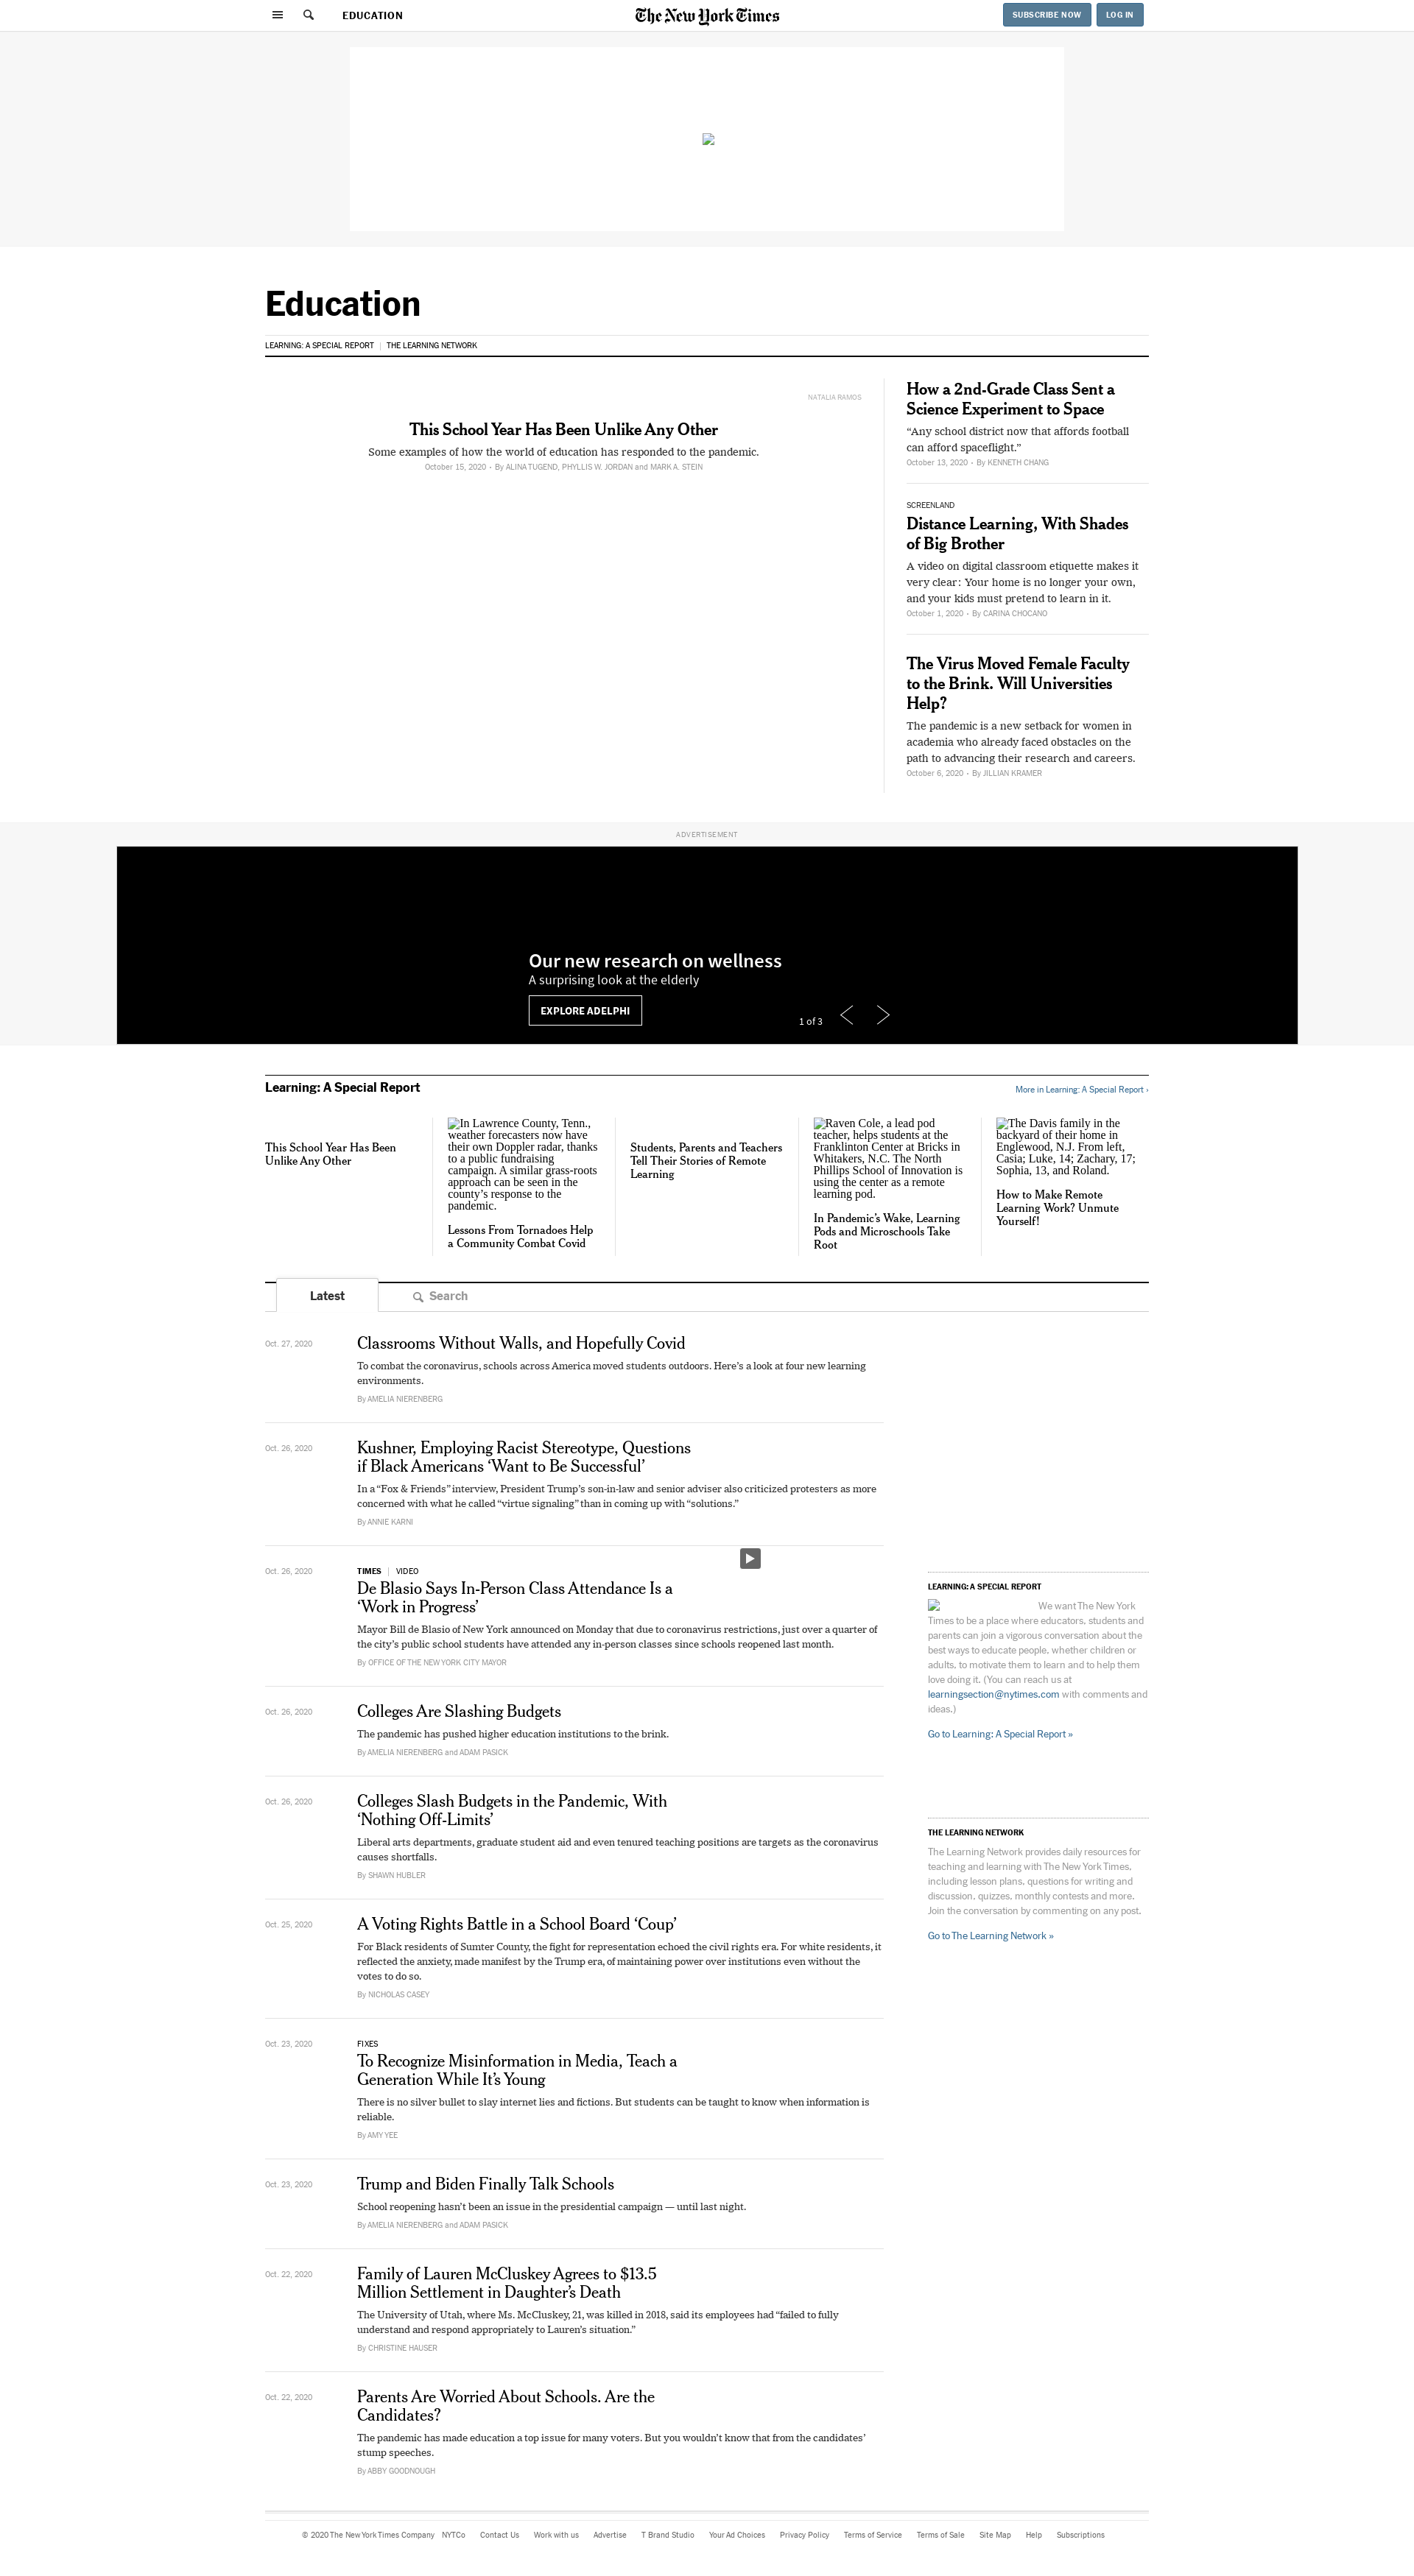 EDUCATION
The New York Times
SUBSCRIBE NOW
LOG IN
Education
LEARNING: A SPECIAL REPORT | THE LEARNING NETWORK
NATALIA RAMOS
This School Year Has Been Unlike Any Other
Some examples of how the world of education has responded to the pandemic.
October 15, 2020 • By ALINA TUGEND, PHYLLIS W. JORDAN and MARK A. STEIN
How a 2nd-Grade Class Sent a
Science Experiment to Space
“Any school district now that affords football
can afford spaceflight.”
October 13, 2020 • By KENNETH CHANG
SCREENLAND
Distance Learning, With Shades
of Big Brother
A video on digital classroom etiquette makes it
very clear: Your home is no longer your own,
and your kids must pretend to learn in it.
October 1, 2020 • By CARINA CHOCANO
The Virus Moved Female Faculty
to the Brink. Will Universities
Help?
The pandemic is a new setback for women in
academia who already faced obstacles on the
path to advancing their research and careers.
October 6, 2020 • By JILLIAN KRAMER
ADVERTISEMENT
Our new research on wellness
A surprising look at the elderly
EXPLORE ADELPHI
1 of 3
Learning: A Special Report
More in Learning: A Special Report ›
This School Year Has Been
Unlike Any Other
In Lawrence County, Tenn.,
weather forecasters now have
their own Doppler radar, thanks
to a public fundraising
campaign. A similar grass-roots
approach can be seen in the
county’s response to the
pandemic.
Lessons From Tornadoes Help
a Community Combat Covid
Students, Parents and Teachers
Tell Their Stories of Remote
Learning
Raven Cole, a lead pod
teacher, helps students at the
Franklinton Center at Bricks in
Whitakers, N.C. The North
Phillips School of Innovation is
using the center as a remote
learning pod.
In Pandemic’s Wake, Learning
Pods and Microschools Take
Root
The Davis family in the
backyard of their home in
Englewood, N.J. From left,
Casia; Luke, 14; Zachary, 17;
Sophia, 13, and Roland.
How to Make Remote
Learning Work? Unmute
Yourself!
Latest
Search
Oct. 27, 2020
Classrooms Without Walls, and Hopefully Covid
To combat the coronavirus, schools across America moved students outdoors. Here’s a look at four new learning
environments.
By AMELIA NIERENBERG
Oct. 26, 2020
Kushner, Employing Racist Stereotype, Questions
if Black Americans ‘Want to Be Successful’
In a “Fox & Friends” interview, President Trump’s son-in-law and senior adviser also criticized protesters as more
concerned with what he called “virtue signaling” than in coming up with “solutions.”
By ANNIE KARNI
Oct. 26, 2020
TIMES | VIDEO
De Blasio Says In-Person Class Attendance Is a
‘Work in Progress’
Mayor Bill de Blasio of New York announced on Monday that due to coronavirus restrictions, just over a quarter of
the city’s public school students have attended any in-person classes since schools reopened last month.
By OFFICE OF THE NEW YORK CITY MAYOR
Oct. 26, 2020
Colleges Are Slashing Budgets
The pandemic has pushed higher education institutions to the brink.
By AMELIA NIERENBERG and ADAM PASICK
Oct. 26, 2020
Colleges Slash Budgets in the Pandemic, With
‘Nothing Off-Limits’
Liberal arts departments, graduate student aid and even tenured teaching positions are targets as the coronavirus
causes shortfalls.
By SHAWN HUBLER
Oct. 25, 2020
A Voting Rights Battle in a School Board ‘Coup’
For Black residents of Sumter County, the fight for representation echoed the civil rights era. For white residents, it
reflected the anxiety, made manifest by the Trump era, of maintaining power over institutions even without the
votes to do so.
By NICHOLAS CASEY
Oct. 23, 2020
FIXES
To Recognize Misinformation in Media, Teach a
Generation While It’s Young
There is no silver bullet to slay internet lies and fictions. But students can be taught to know when information is
reliable.
By AMY YEE
Oct. 23, 2020
Trump and Biden Finally Talk Schools
School reopening hasn’t been an issue in the presidential campaign — until last night.
By AMELIA NIERENBERG and ADAM PASICK
Oct. 22, 2020
Family of Lauren McCluskey Agrees to $13.5
Million Settlement in Daughter’s Death
The University of Utah, where Ms. McCluskey, 21, was killed in 2018, said its employees had “failed to fully
understand and respond appropriately to Lauren’s situation.”
By CHRISTINE HAUSER
Oct. 22, 2020
Parents Are Worried About Schools. Are the
Candidates?
The pandemic has made education a top issue for many voters. But you wouldn’t know that from the candidates’
stump speeches.
By ABBY GOODNOUGH
LEARNING: A SPECIAL REPORT
We want The New York
Times to be a place where educators, students and
parents can join a vigorous conversation about the
best ways to educate people, whether children or
adults, to motivate them to learn and to help them
love doing it. (You can reach us at
learningsection@nytimes.com with comments and
ideas.)
Go to Learning: A Special Report »
THE LEARNING NETWORK
The Learning Network provides daily resources for
teaching and learning with The New York Times,
including lesson plans, questions for writing and
discussion, quizzes, monthly contests and more.
Join the conversation by commenting on any post.
Go to The Learning Network »
© 2020 The New York Times Company NYTCo Contact Us Work with us Advertise T Brand Studio Your Ad Choices Privacy Policy Terms of Service Terms of Sale Site Map Help Subscriptions